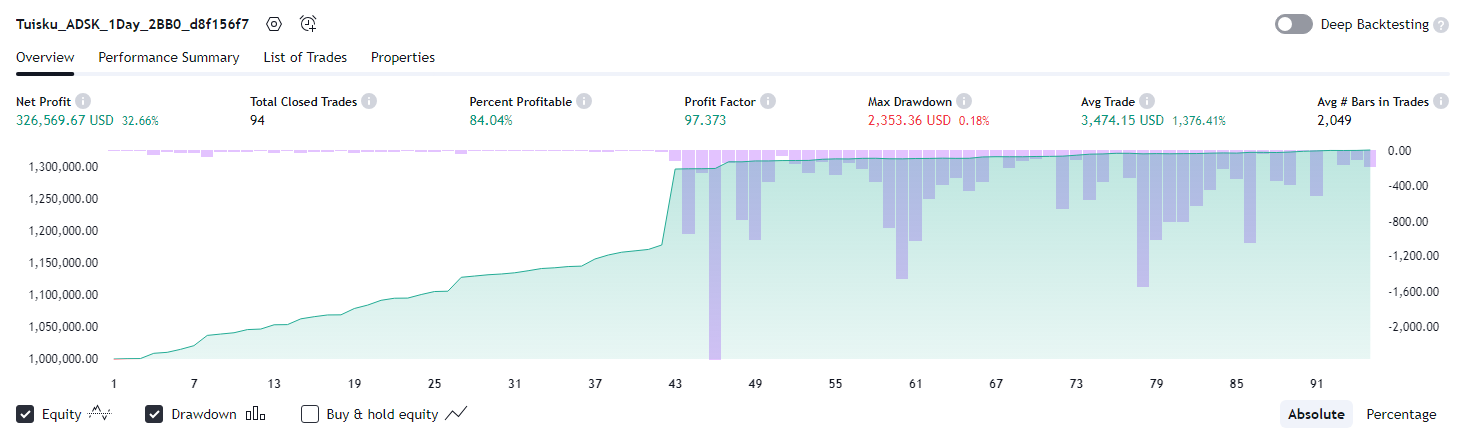 Tuisku_ADSK_1Day_2BB0_d8f156f7 Deep Backtesting ?
Overview Performance Summary List of Trades Properties
Net Profit i Total Closed Trades i Percent Profitable i Profit Factor i Max Drawdown i Avg Trade i Avg # Bars in Trades i
326,569.67 USD 32.66% 94 84.04% 97.373 2,353.36 USD 0.18% 3,474.15 USD 1,376.41% 2,049
0.00
1,300,000.00
-400.00
1,250,000.00
-800.00
1,200,000.00
-1,200.00
1,150,000.00
-1,600.00
1,100,000.00
-2,000.00
1,050,000.00
1,000,000.00
1 7 13 19 25 31 37 43 49 55 61 67 73 79 85 91
Equity Drawdown Buy & hold equity Absolute Percentage